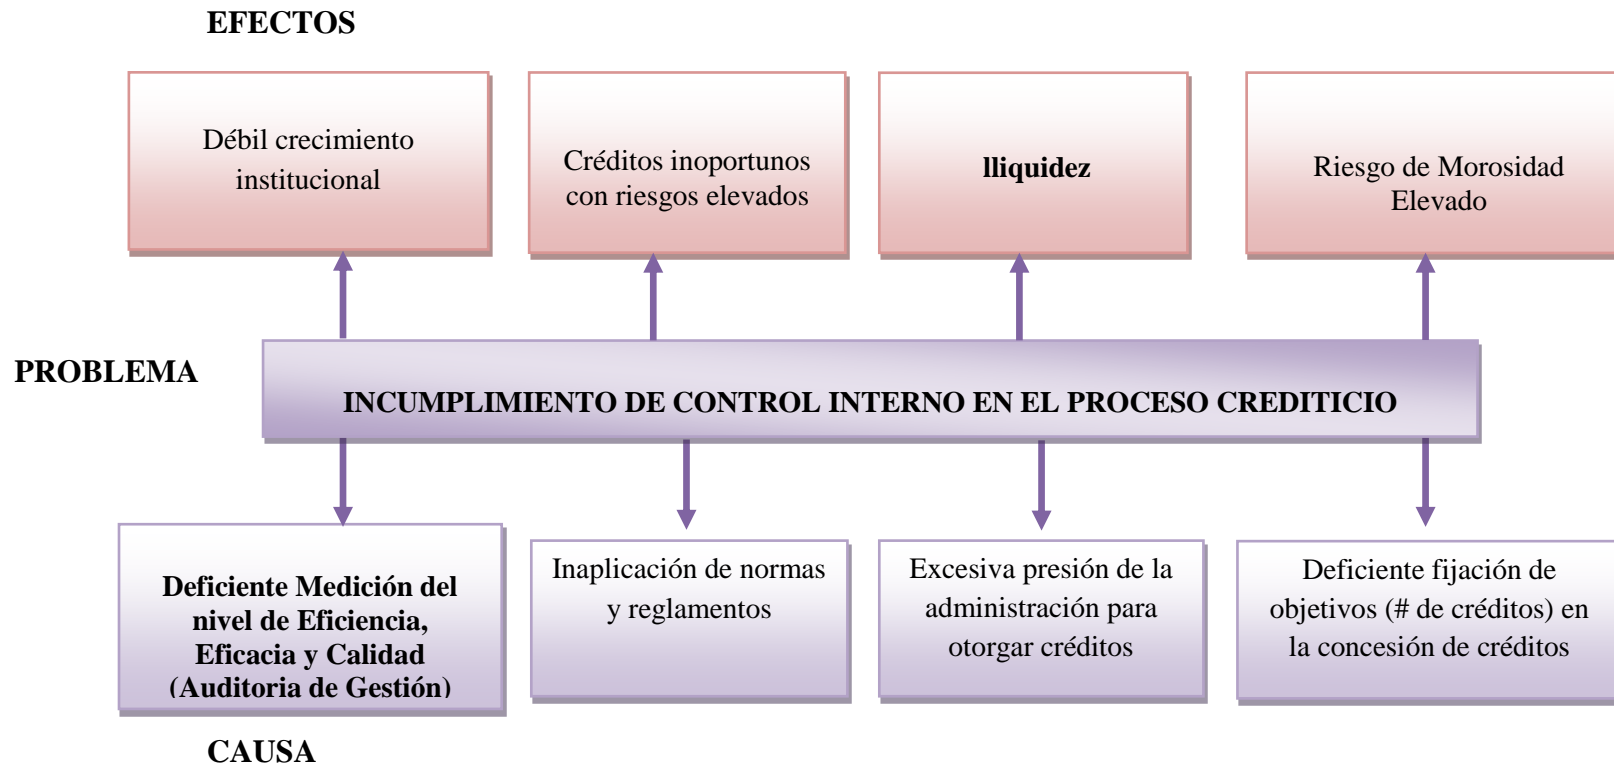 EFECTOS
Débil crecimiento
institucional
Créditos inoportunos
con riesgos elevados
lliquidez
Riesgo de Morosidad
Elevado
PROBLEMA
INCUMPLIMIENTO DE CONTROL INTERNO EN EL PROCESO CREDITICIO
Deficiente Medición del
nivel de Eficiencia,
Eficacia y Calidad
(Auditoria de Gestión)
Inaplicación de normas
y reglamentos
Excesiva presión de la
administración para
otorgar créditos
Deficiente fijación de
objetivos (# de créditos) en
la concesión de créditos
CAUSA